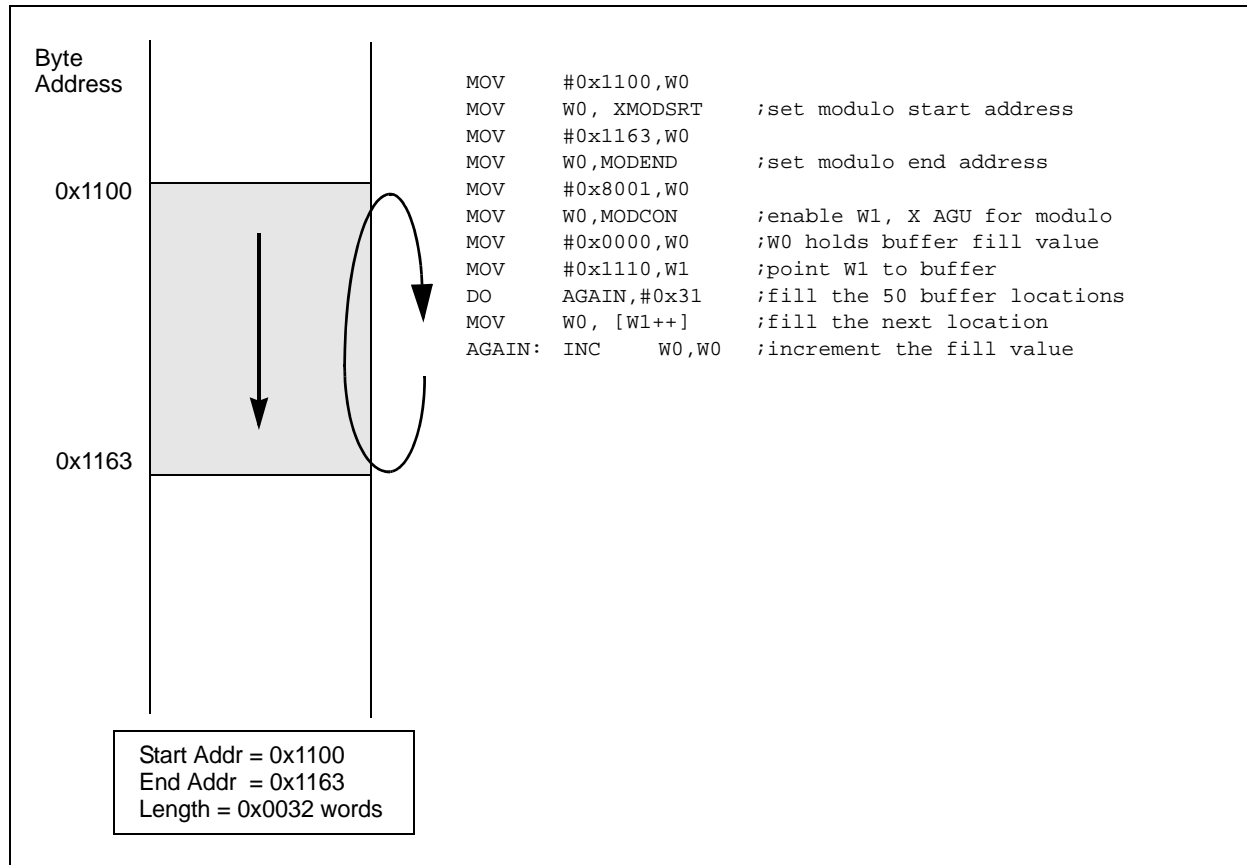 Byte
Address
0x1100
0x1163
MOV #0x1100,W0
MOV W0, XMODSRT ;set modulo start address
MOV #0x1163,W0
MOV W0,MODEND ;set modulo end address
MOV #0x8001,W0
MOV W0,MODCON ;enable W1, X AGU for modulo
MOV #0x0000,W0 ;W0 holds buffer fill value
MOV #0x1110,W1 ;point W1 to buffer
DO AGAIN,#0x31 ;fill the 50 buffer locations
MOV W0, [W1++] ;fill the next location
AGAIN: INC W0,W0 ;increment the fill value
Start Addr = 0x1100
End Addr = 0x1163
Length = 0x0032 words